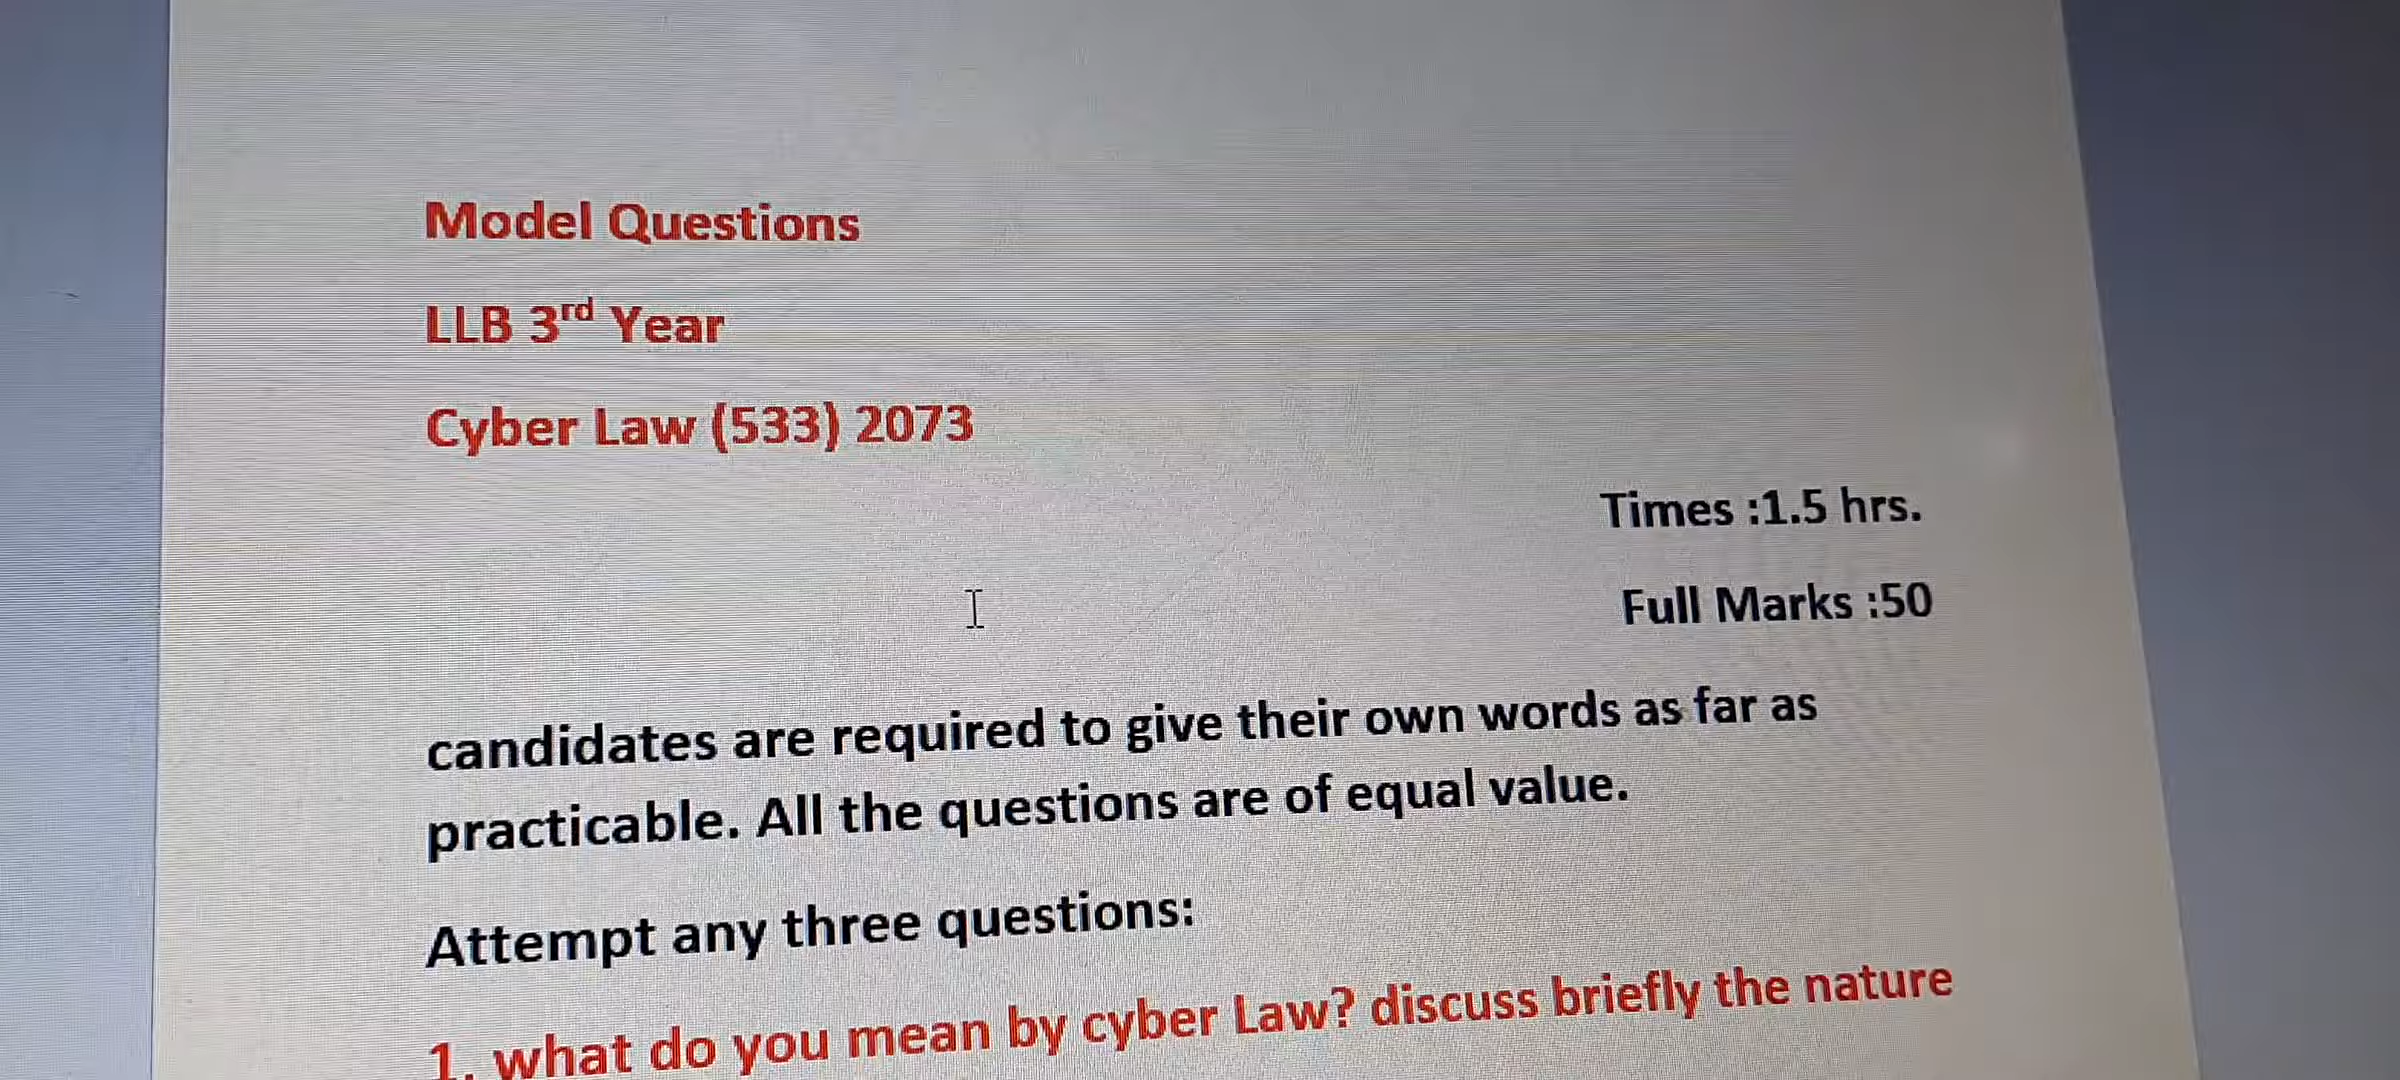 Model Questions
LLB 3rd Year
Cyber Law (533) 2073
Times :1.5 hrs.
Full Marks :50
candidates are required to give their own words as far as
practicable. All the questions are of equal value.
Attempt any three questions:
1. what do you mean by cyber Law? discuss briefly the nature